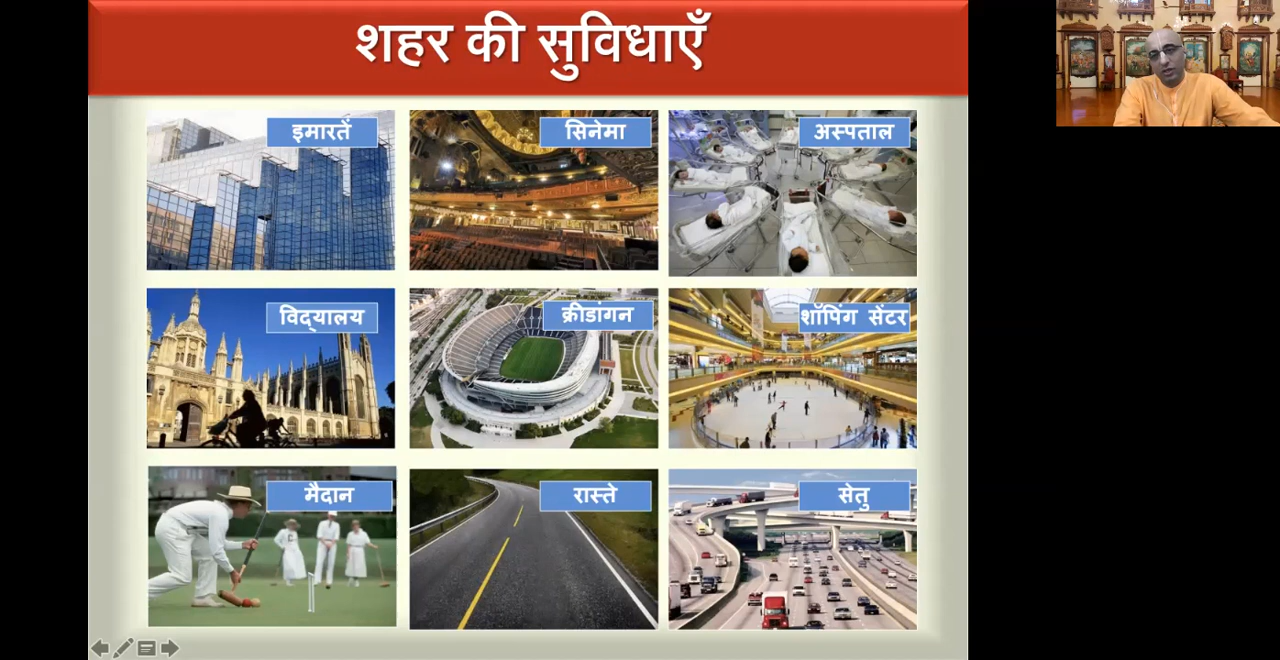 शहर की सुविधाएँ
इमारतें
सिनेमा
अस्पताल
विद्‌यालय
क्रीडांगन
शॉपिंग सेंटर
मैदान
रास्ते
सेतु